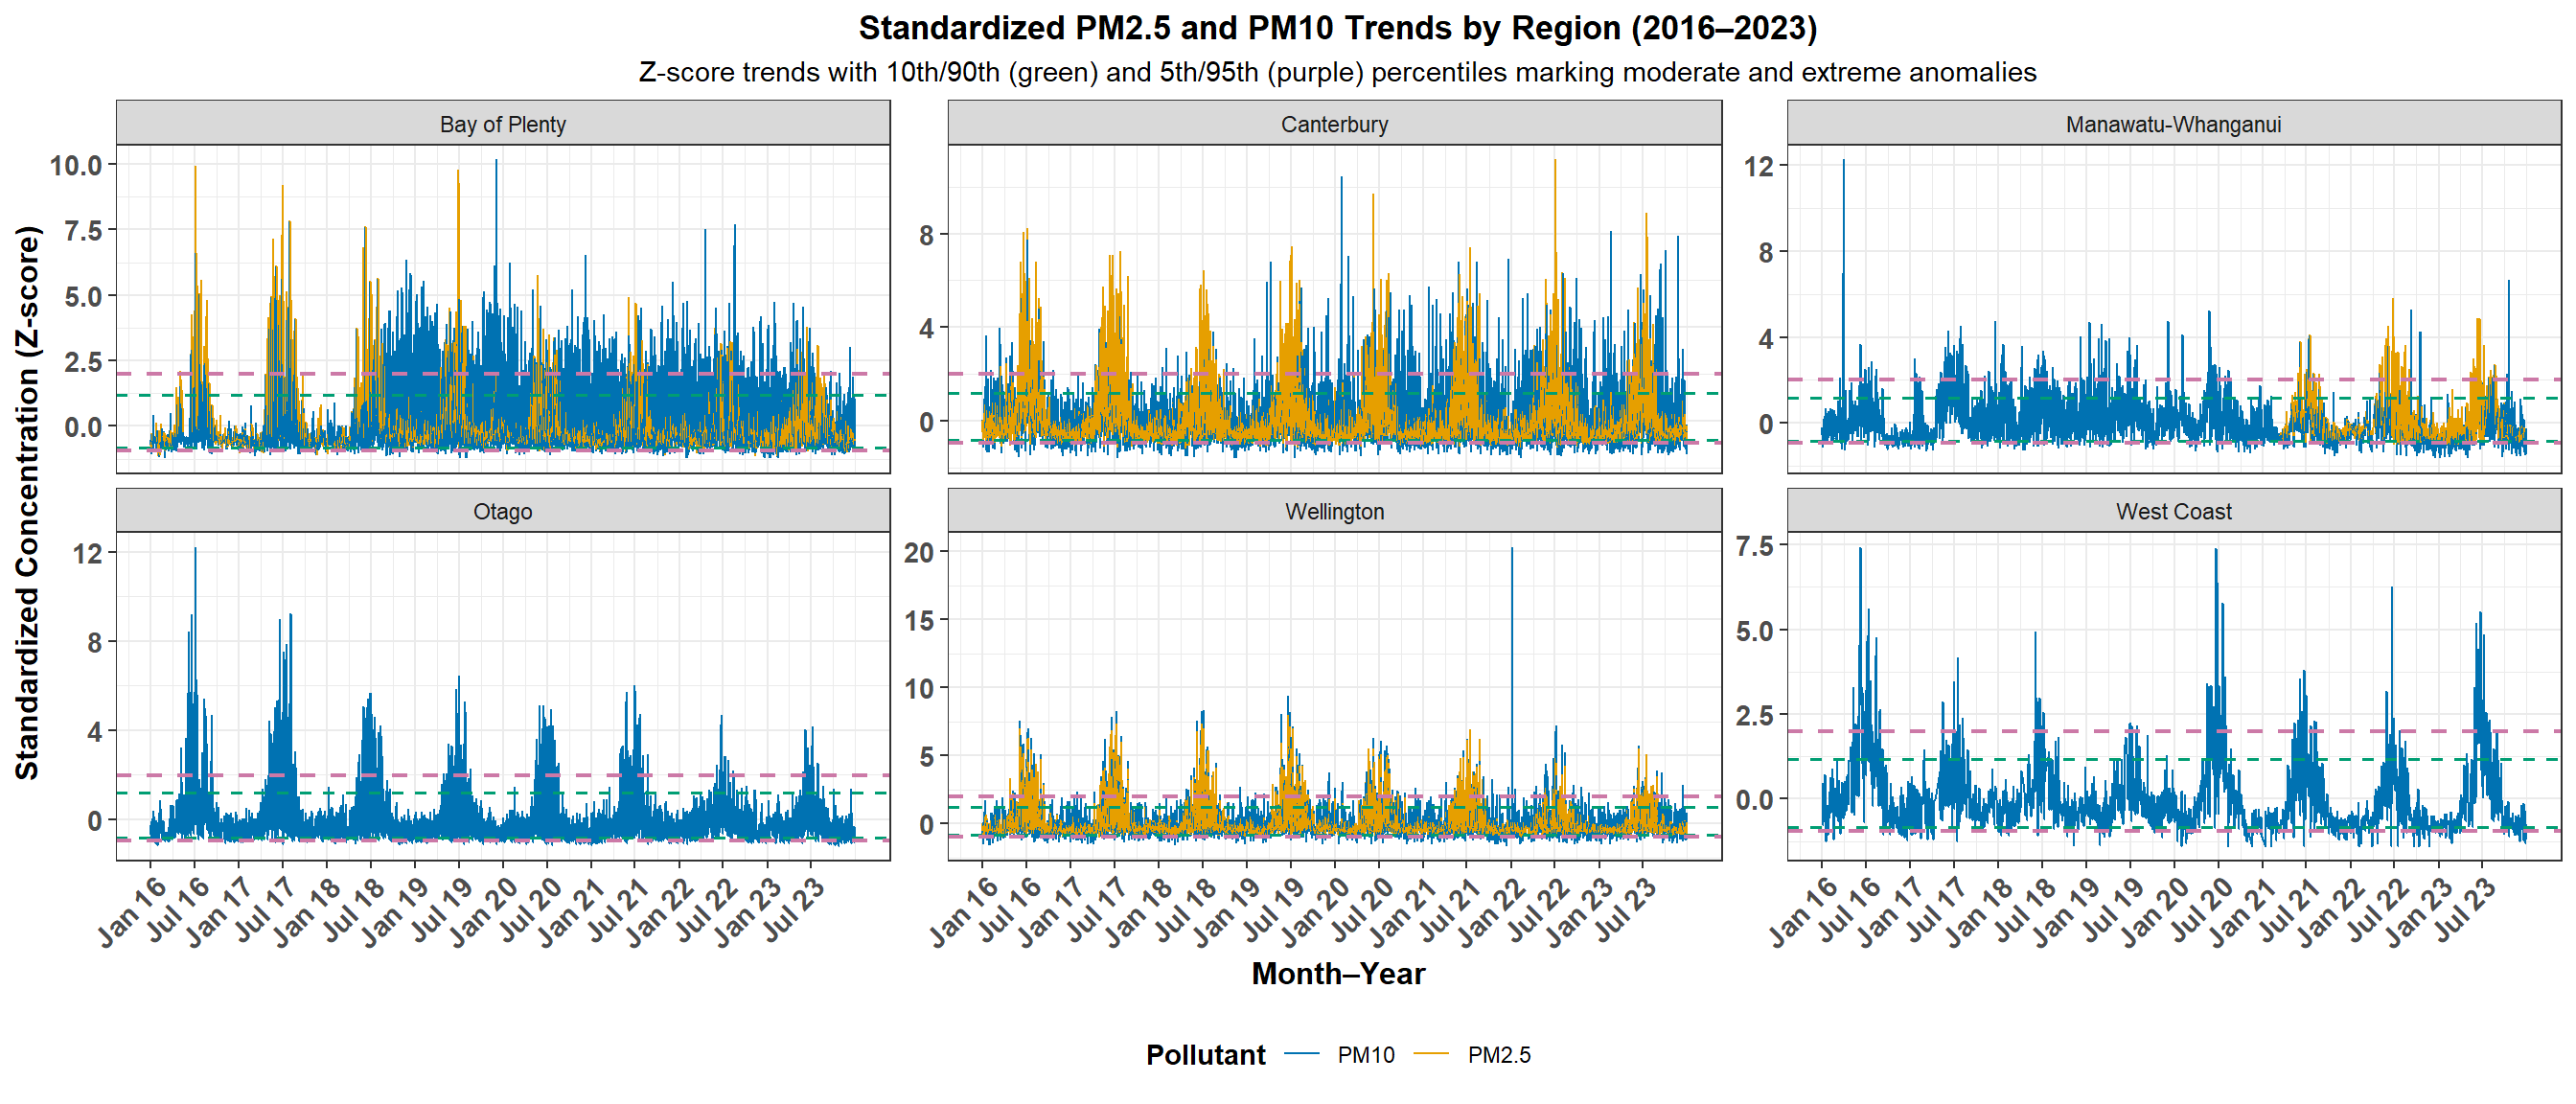 Standardized PM2.5 and PM10 Trends by Region (2016–2023)
Z-score trends with 10th/90th (green) and 5th/95th (purple) percentiles marking moderate and extreme anomalies
Bay of Plenty
Canterbury
Manawatu-Whanganui
10.0
7.5
5.0
2.5
0.0
8
4
0
12
8
4
0
Standardized Concentration (Z-score)
Otago
Wellington
West Coast
12
8
4
0
20
15
10
5
0
7.5
5.0
2.5
0.0
Jan 16 Jul 16 Jan 17 Jul 17 Jan 18 Jul 18 Jan 19 Jul 19 Jan 20 Jul 20 Jan 21 Jul 21 Jan 22 Jul 22 Jan 23 Jul 23
Jan 16 Jul 16 Jan 17 Jul 17 Jan 18 Jul 18 Jan 19 Jul 19 Jan 20 Jul 20 Jan 21 Jul 21 Jan 22 Jul 22 Jan 23 Jul 23
Jan 16 Jul 16 Jan 17 Jul 17 Jan 18 Jul 18 Jan 19 Jul 19 Jan 20 Jul 20 Jan 21 Jul 21 Jan 22 Jul 22 Jan 23 Jul 23
Month–Year
Pollutant PM10 PM2.5